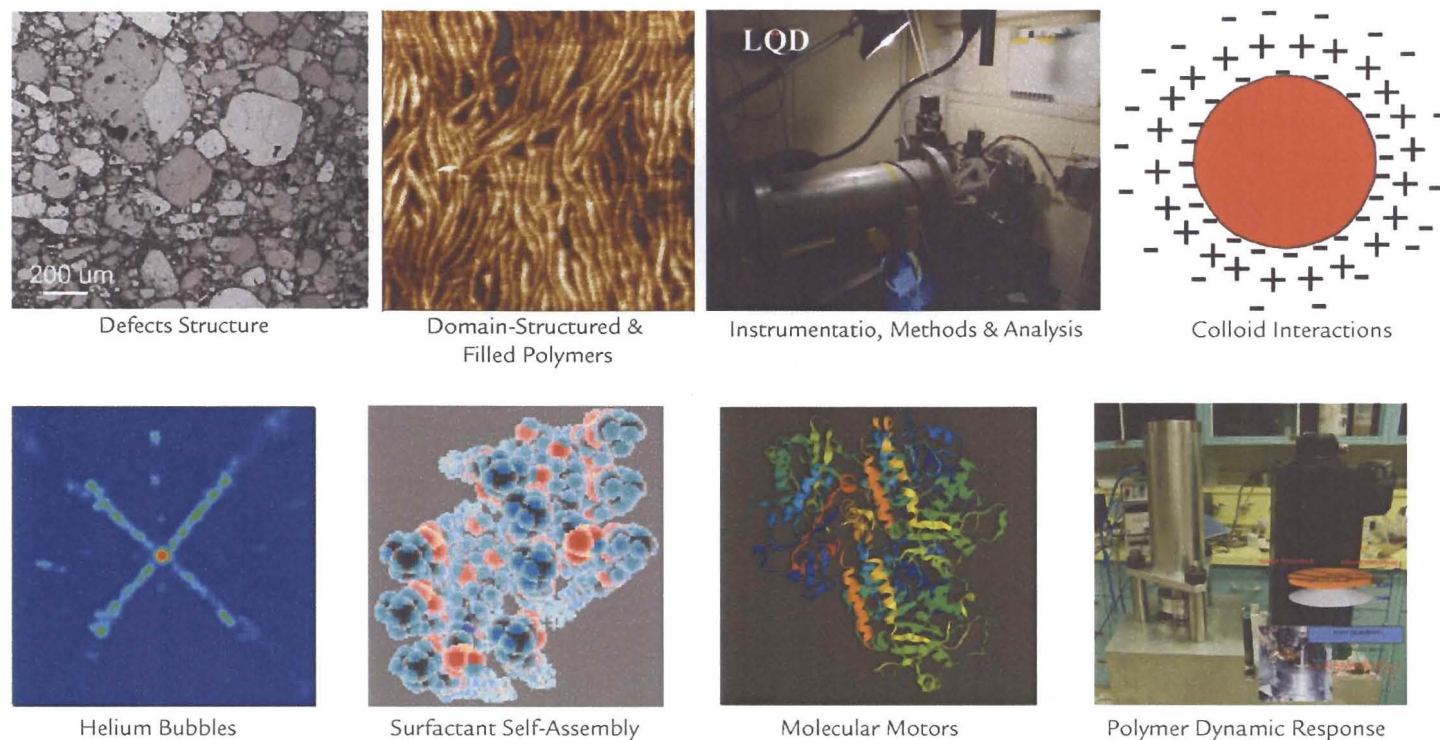 LQD
200 um
Defects Structure
Domain-Structured &
Filled Polymers
Instrumentatio, Methods & Analysis
Colloid Interactions
Helium Bubbles
Surfactant Self-Assembly
Molecular Motors
Polymer Dynamic Response